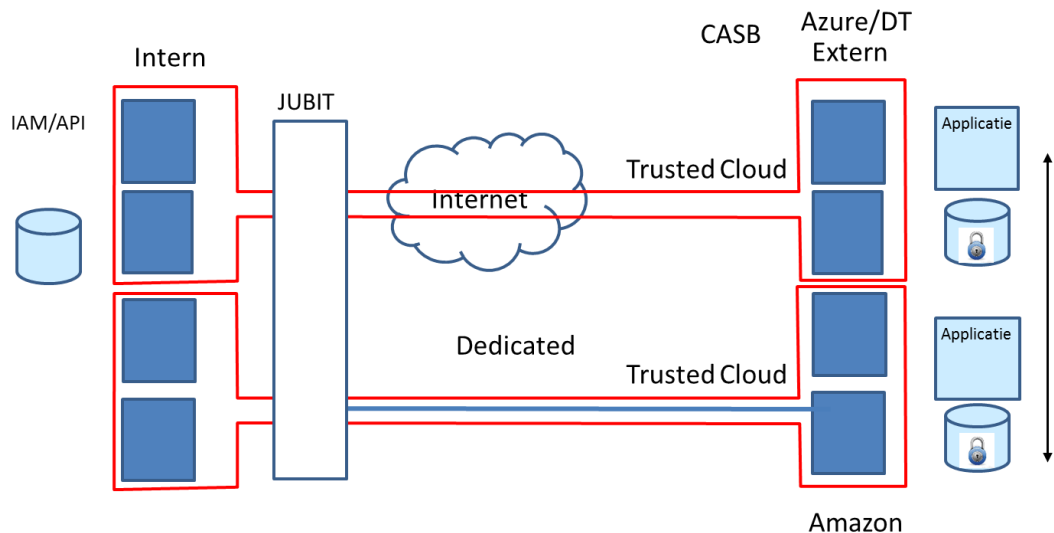 CASB
Azure/DT
Extern
Intern
JUBIT
IAM/API
Applicatie
Trusted Cloud
Internet
Applicatie
Dedicated
Trusted Cloud
Amazon